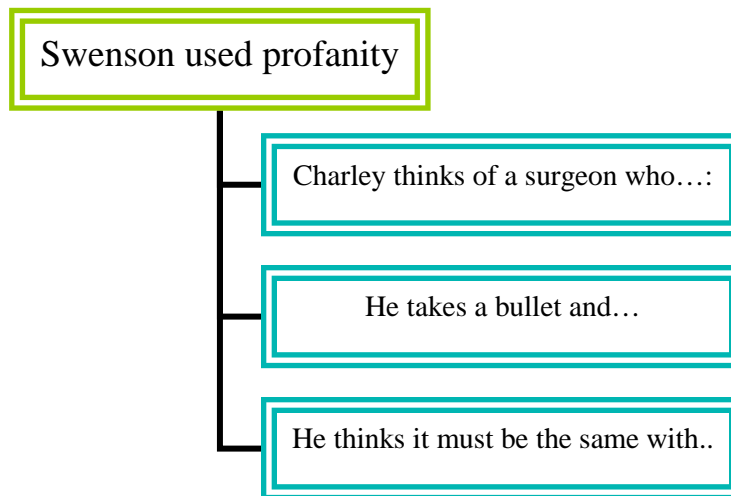 Swenson used profanity
Charley thinks of a surgeon who…:
He takes a bullet and…
He thinks it must be the same with..